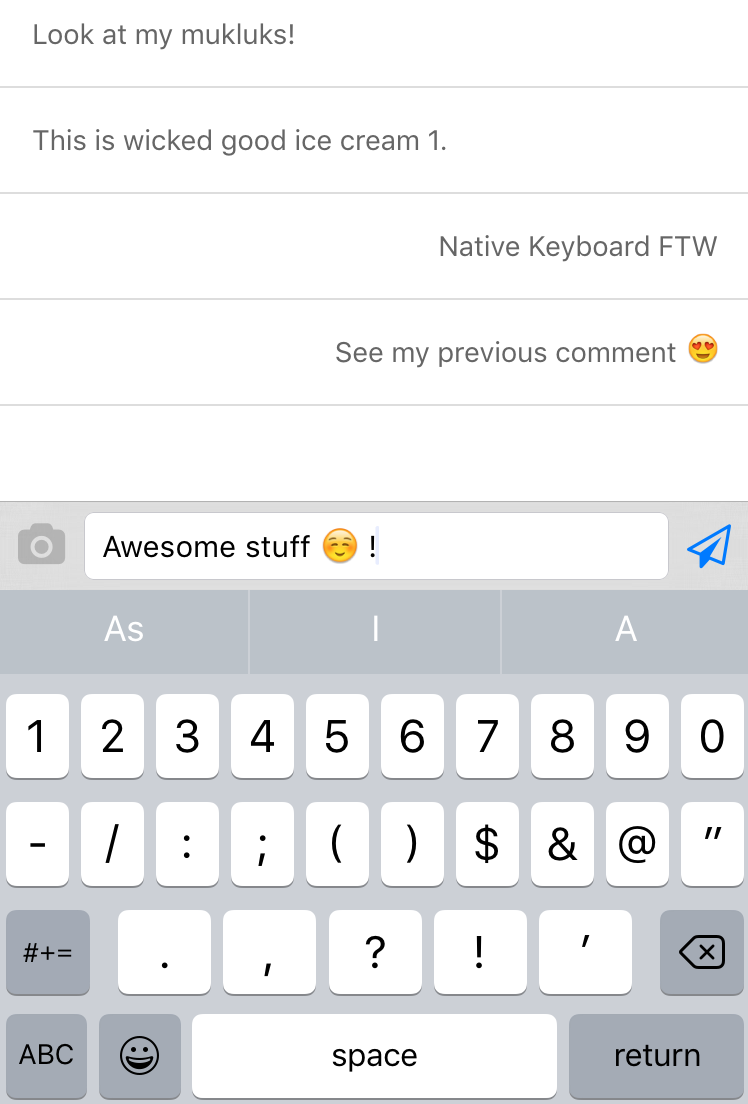 Look at my mukluks!
This is wicked good ice cream 1.
Native Keyboard FTW
See my previous comment 😍
Awesome stuff ☺️ !
As I A
1 2 3 4 5 6 7 8 9 0
- / : ; ( ) $ & @ "
#+= . , ? ! '
ABC space return